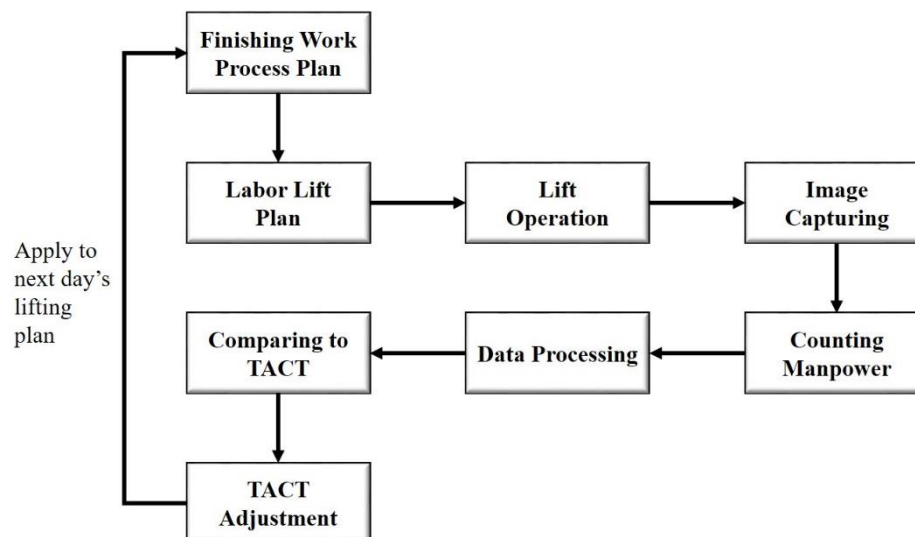 Finishing Work
Process Plan
Labor Lift
Plan
Lift
Operation
Image
Capturing
Apply to
next day's
lifting
plan
Comparing to
TACT
Data Processing
Counting
Manpower
TACT
Adjustment